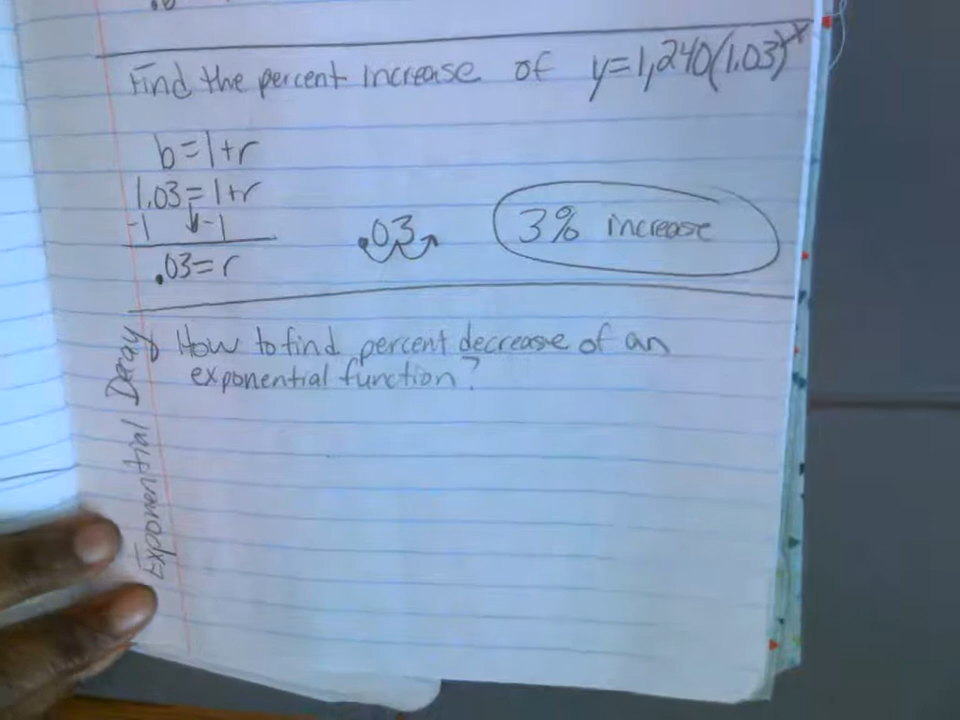 Find the percent increase of y=1,240(1.03)^x
b=1+r
1.03=1+r
-1 ↓-1
.03=r
.03
3% increase
Exponential Decay
How to find percent decrease of an
exponential function?